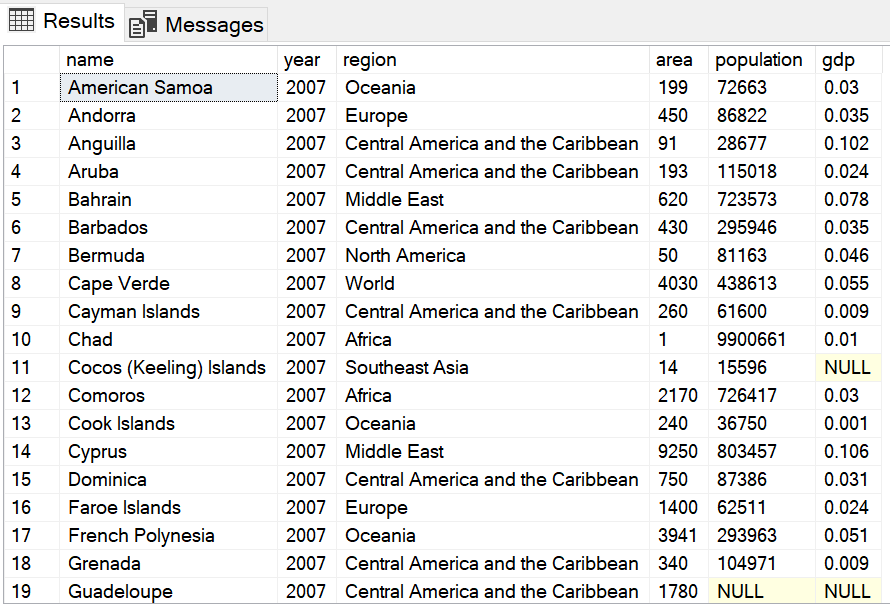 Results Messages
name year region area population gdp
1 American Samoa 2007 Oceania 199 72663 0.03
2 Andorra 2007 Europe 450 86822 0.035
3 Anguilla 2007 Central America and the Caribbean 91 28677 0.102
4 Aruba 2007 Central America and the Caribbean 193 115018 0.024
5 Bahrain 2007 Middle East 620 723573 0.078
6 Barbados 2007 Central America and the Caribbean 430 295946 0.035
7 Bermuda 2007 North America 50 81163 0.046
8 Cape Verde 2007 World 4030 438613 0.055
9 Cayman Islands 2007 Central America and the Caribbean 260 61600 0.009
10 Chad 2007 Africa 1 9900661 0.01
11 Cocos (Keeling) Islands 2007 Southeast Asia 14 15596 NULL
12 Comoros 2007 Africa 2170 726417 0.03
13 Cook Islands 2007 Oceania 240 36750 0.001
14 Cyprus 2007 Middle East 9250 803457 0.106
15 Dominica 2007 Central America and the Caribbean 750 87386 0.031
16 Faroe Islands 2007 Europe 1400 62511 0.024
17 French Polynesia 2007 Oceania 3941 293963 0.051
18 Grenada 2007 Central America and the Caribbean 340 104971 0.009
19 Guadeloupe 2007 Central America and the Caribbean 1780 NULL NULL